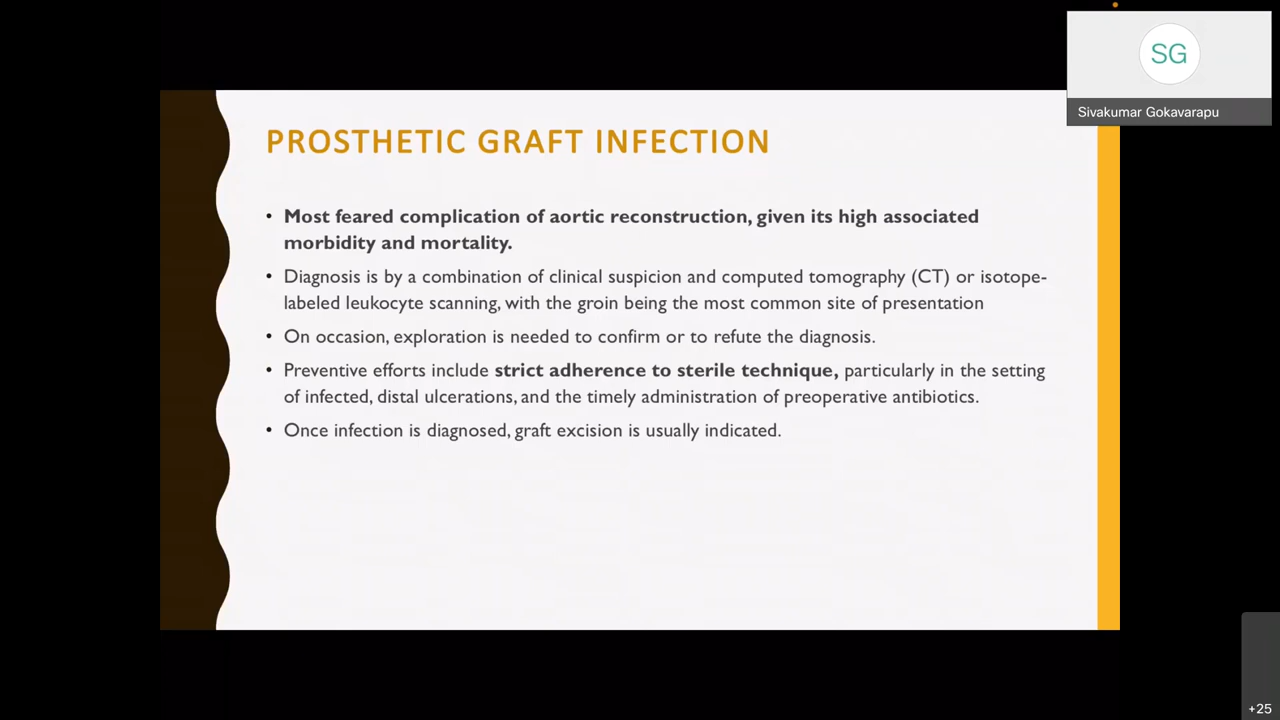 SG
Sivakumar Gokavarapu
PROSTHETIC GRAFT INFECTION
• Most feared complication of aortic reconstruction, given its high associated
morbidity and mortality.
• Diagnosis is by a combination of clinical suspicion and computed tomography (CT) or isotope-
labeled leukocyte scanning, with the groin being the most common site of presentation
• On occasion, exploration is needed to confirm or to refute the diagnosis.
• Preventive efforts include strict adherence to sterile technique, particularly in the setting
of infected, distal ulcerations, and the timely administration of preoperative antibiotics.
• Once infection is diagnosed, graft excision is usually indicated.
+25